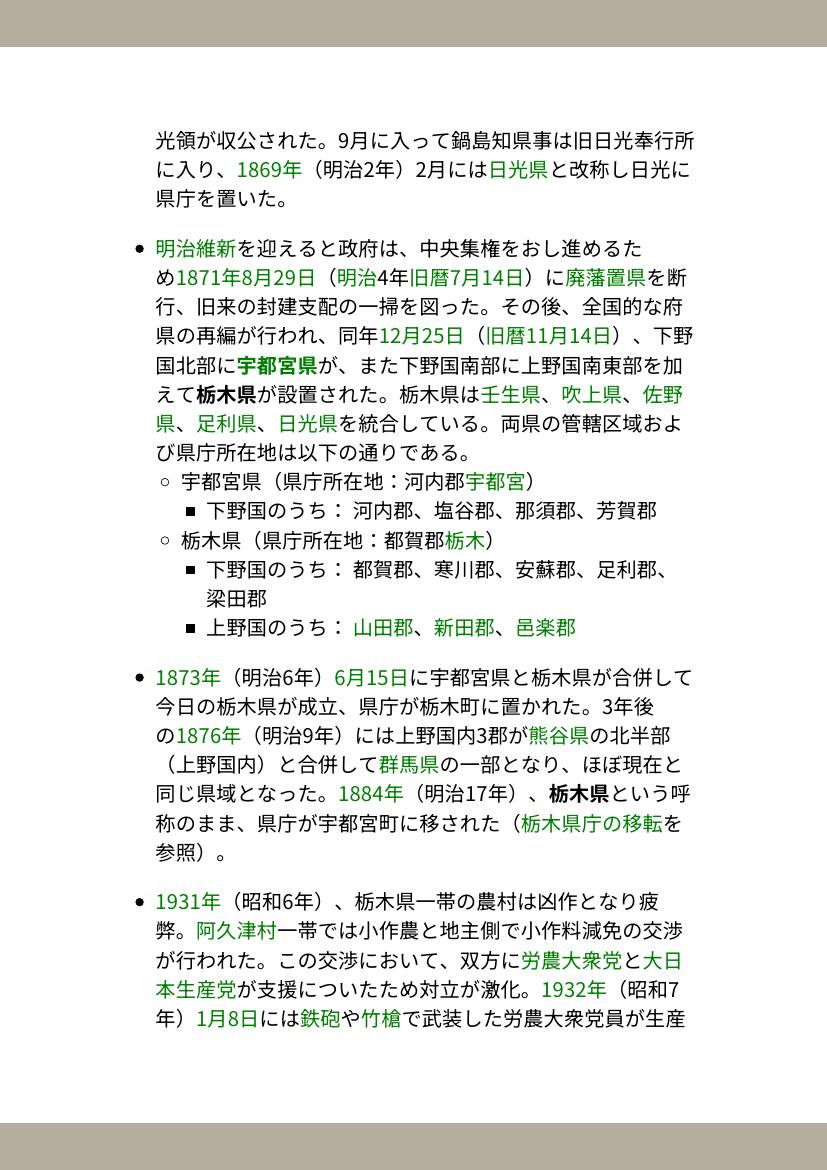 光領が収公された。9月に入って鍋島知県事は旧日光奉行所
に入り、1869年（明治2年）2月には日光県と改称し日光に
県庁を置いた。
明治維新を迎えると政府は、中央集権をおし進めるた
め1871年8月29日（明治4年旧暦7月14日）に廃藩置県を断
行、旧来の封建支配の一掃を図った。その後、全国的な府
県の再編が行われ、同年12月25日（旧暦11月14日）、下野
国北部に宇都宮県が、また下野国南部に上野国南東部を加
えて栃木県が設置された。栃木県は壬生県、吹上県、佐野
県、足利県、日光県を統合している。両県の管轄区域およ
び県庁所在地は以下の通りである。
宇都宮県（県庁所在地：河内郡宇都宮）
下野国のうち： 河内郡、塩谷郡、那須郡、芳賀郡
栃木県（県庁所在地：都賀郡栃木）
下野国のうち： 都賀郡、寒川郡、安蘇郡、足利郡、
梁田郡
上野国のうち： 山田郡、新田郡、邑楽郡
1873年（明治6年）6月15日に宇都宮県と栃木県が合併して
今日の栃木県が成立、県庁が栃木町に置かれた。3年後
の1876年（明治9年）には上野国内3郡が熊谷県の北半部
（上野国内）と合併して群馬県の一部となり、ほぼ現在と
同じ県域となった。1884年（明治17年）、栃木県という呼
称のまま、県庁が宇都宮町に移された（栃木県庁の移転を
参照）。
1931年（昭和6年）、栃木県一帯の農村は凶作となり疲
弊。阿久津村一帯では小作農と地主側で小作料減免の交渉
が行われた。この交渉において、双方に労農大衆党と大日
本生産党が支援についたため対立が激化。1932年（昭和7
年）1月8日には鉄砲や竹槍で武装した労農大衆党員が生産